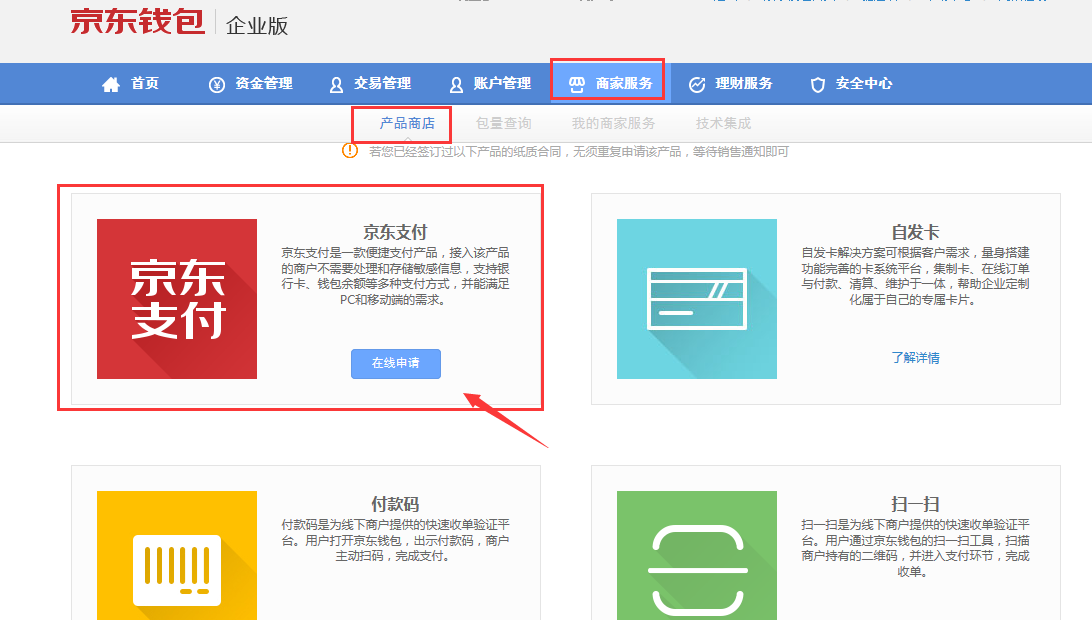 京东钱包 企业版
首页 资金管理 交易管理 账户管理 商家服务 理财服务 安全中心
产品商店 包量查询 我的商家服务 技术集成
若您已经签订过以下产品的纸质合同，无须重复申请该产品，等待销售通知即可
京东
支付
京东支付
京东支付是一款便捷支付产品，接入该产品
的商户不需要处理和存储敏感信息，支持银
行卡、钱包余额等多种支付方式，并能满足
PC和移动端的需求。
在线申请
自发卡
自发卡解决方案可根据客户需求，量身搭建
功能完善的卡系统平台，集制卡、在线订单
与付款、清算、维护于一体，帮助企业定制
化属于自己的专属卡片。
了解详情
付款码
付款码是为线下商户提供的快速收单验证平
台。用户打开京东钱包，出示付款码，商户
主动扫码，完成支付。
扫一扫
扫一扫是为线下商户提供的快速收单验证平
台。用户通过京东钱包的扫一扫工具，扫描
商户持有的二维码，并进入支付环节，完成
收单。